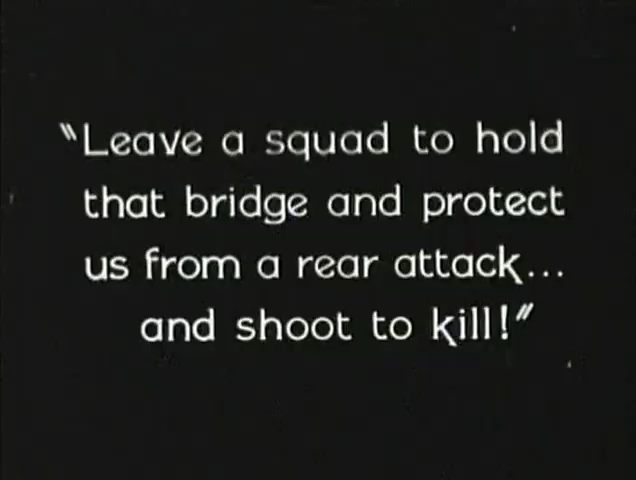 "Leave a squad to hold
that bridge and protect
us from a rear attack...
and shoot to kill!"